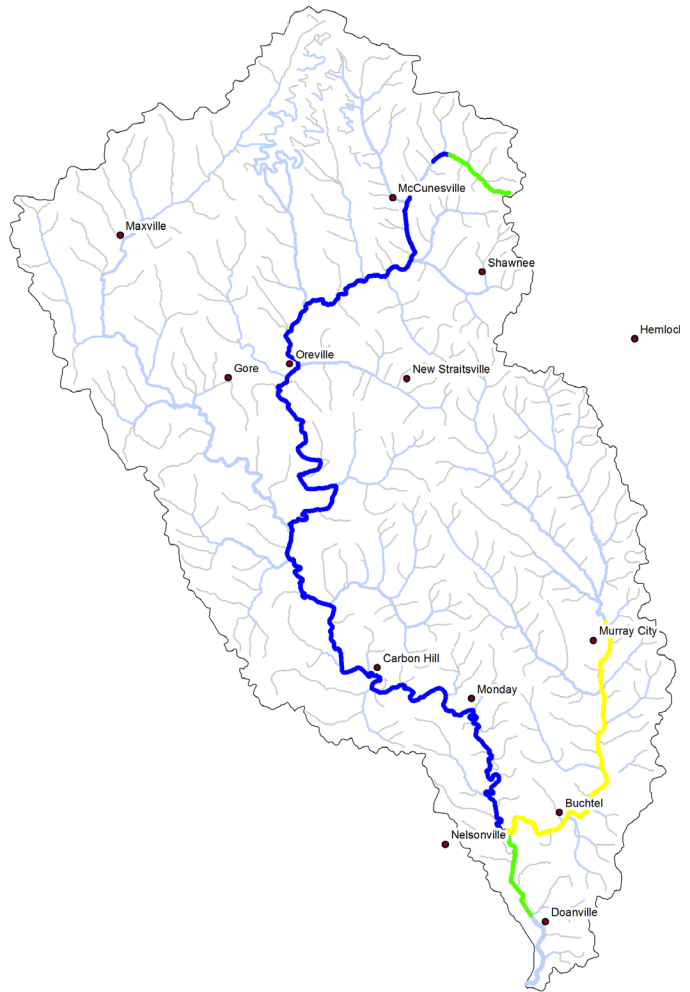 McCunesville
Maxville
Shawnee
Hemlock
Oreville
Gore
New Straitsville
Murray City
Carbon Hill
Monday
Buchtel
Nelsonville
Doanville